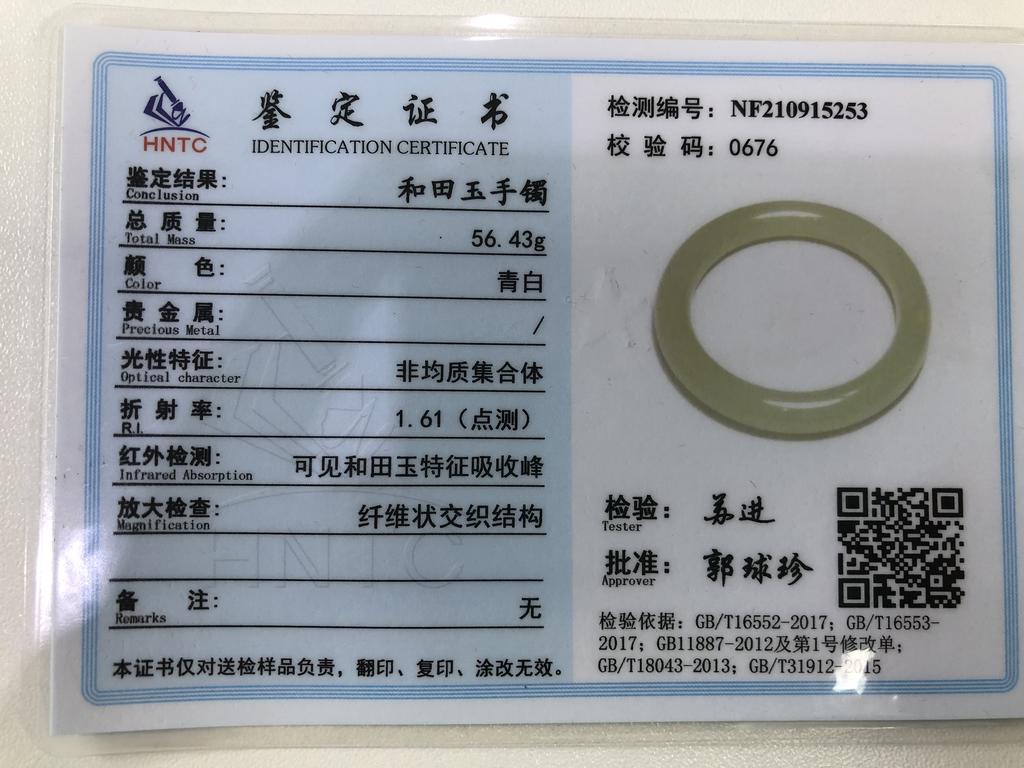 HNTC
鉴定证书
IDENTIFICATION CERTIFICATE
鉴定结果: 和田玉手镯
Conclusion
总质量: 56.43g
Total Mass
颜色: 青白
Color
贵金属: /
Precious Metal
光性特征: 非均质集合体
Optical character
折射率: 1.61（点测）
R.I.
红外检测: 可见和田玉特征吸收峰
Infrared Absorption
放大检查: 纤维状交织结构
Magnification
HNTC
备注: 无
Remarks
本证书仅对送检样品负责，翻印、复印、涂改无效。
检测编号：NF210915253
校验码：0676
检验：苏进
Tester
批准：郭球珍
Approver
检验依据：GB/T16552-2017；GB/T16553-
2017；GB11887-2012及第1号修改单；
GB/T18043-2013；GB/T31912-2015